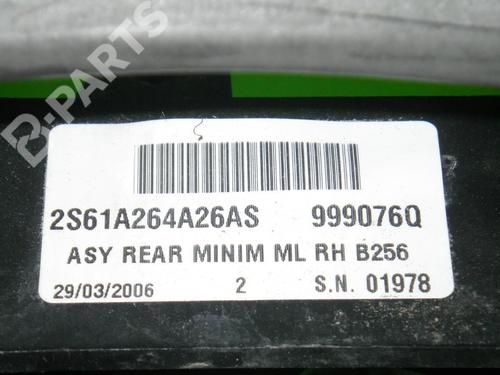 B-PARTS
2S61A264A26AS 999076Q
ASY REAR MINIM ML RH B256
29/03/2006 2 S.N. 01978